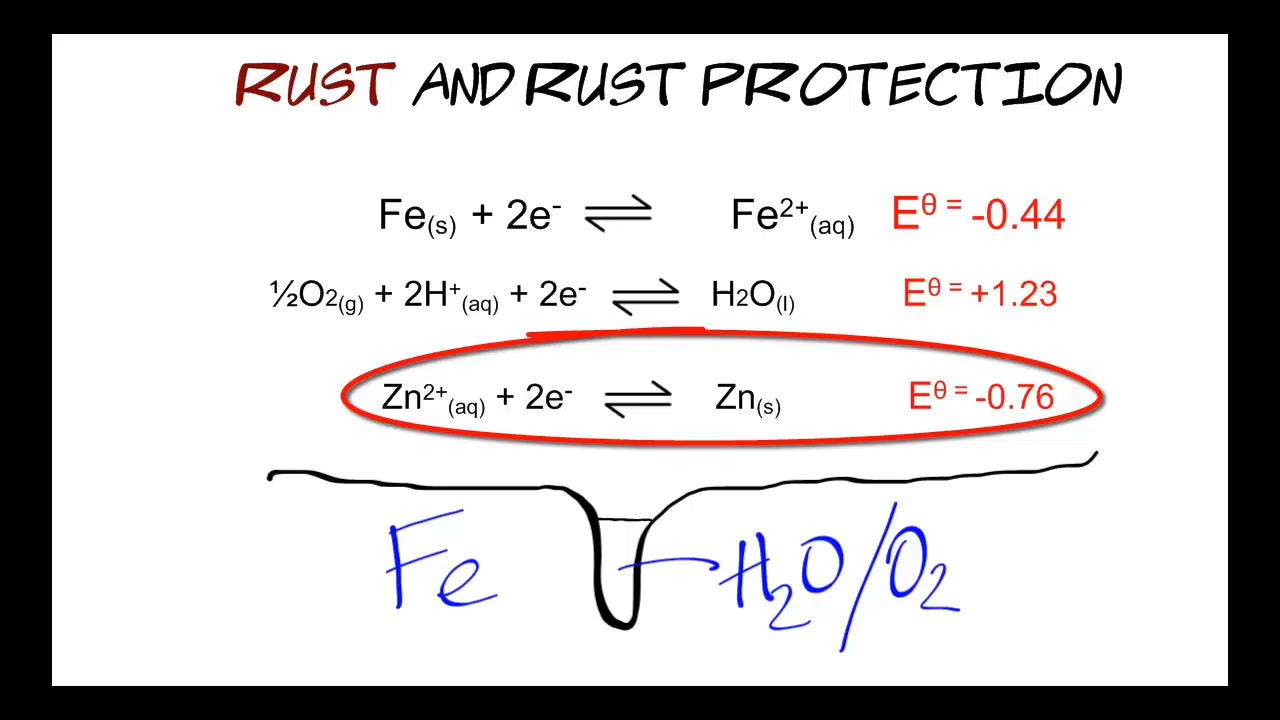 RUST AND RUST PROTECTION
Fe(s) + 2e⁻ ⇌ Fe²⁺(aq) Eᶿ ⁼ -0.44
½O2(g) + 2H⁺(aq) + 2e⁻ ⇌ H2O(l) Eᶿ ⁼ +1.23
Zn²⁺(aq) + 2e⁻ ⇌ Zn(s) Eᶿ ⁼ -0.76
Fe H₂O/O₂